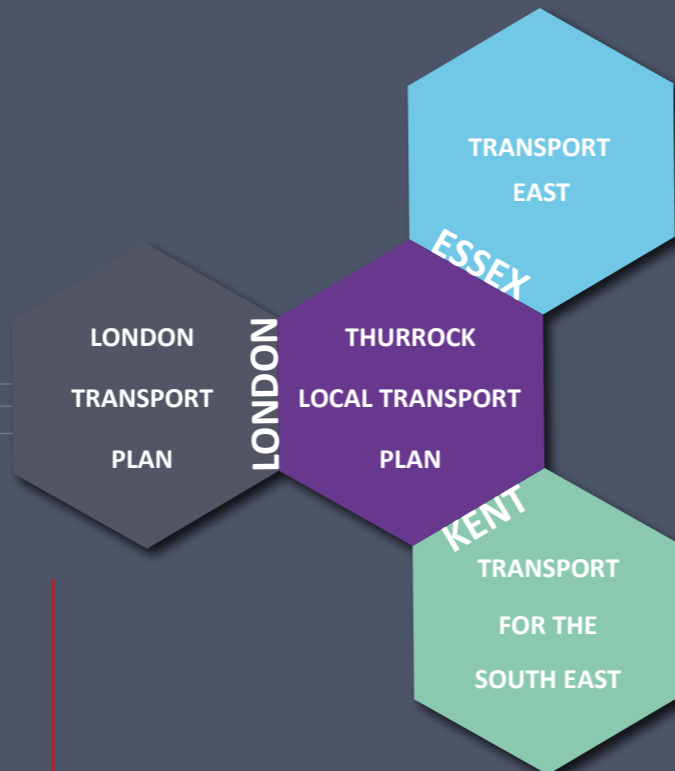 TRANSPORT
EAST
ESSEX
LONDON
TRANSPORT
PLAN
LONDON
THURROCK
LOCAL TRANSPORT
PLAN
KENT
TRANSPORT
FOR THE
SOUTH EAST